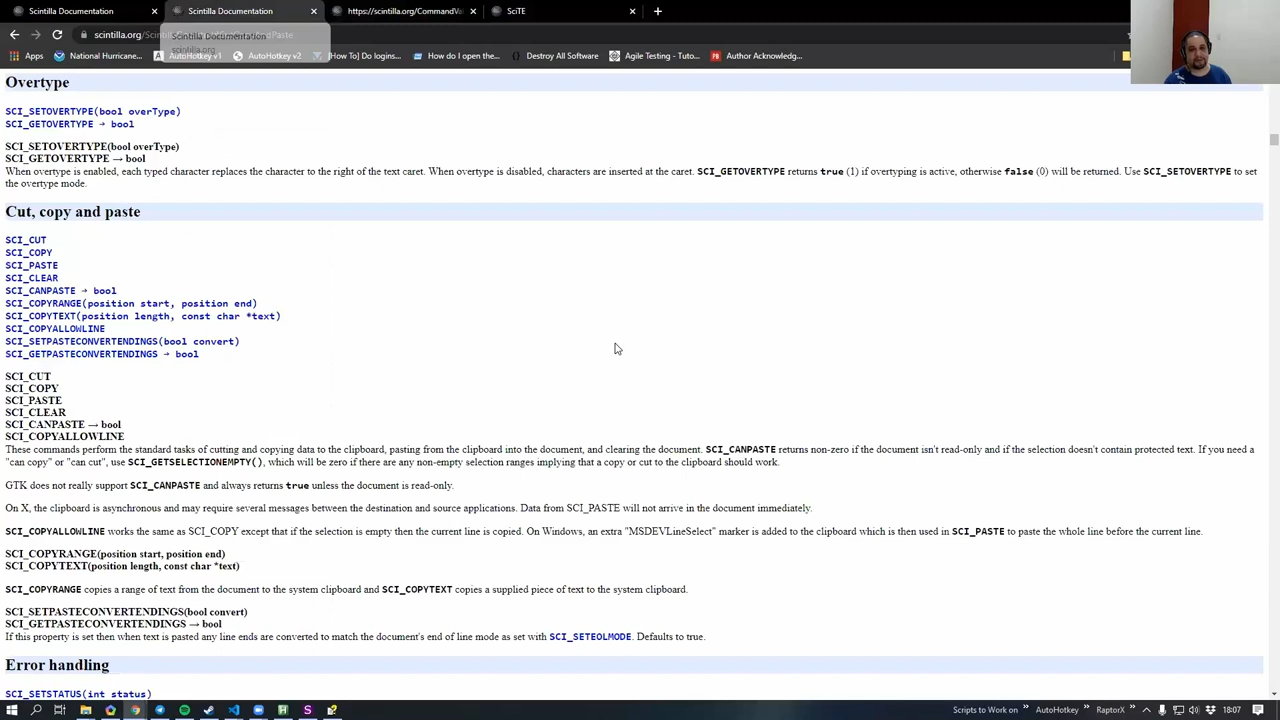 Scintilla Documentation
Scintilla Documentation
https://scintilla.org/CommandVa
SciTE
scintilla.org/Scint
Paste
Scintilla Documentation
scintilla.org
Apps
National Hurricane...
AutoHotkey v1
AutoHotkey v2
[How To] Do logins...
How do I open the...
Destroy All Software
Agile Testing - Tuto...
Author Acknowledg...
Overtype
SCI_SETOVERTYPE(bool overType)
SCI_GETOVERTYPE → bool
SCI_SETOVERTYPE(bool overType)
SCI_GETOVERTYPE → bool
When overtype is enabled, each typed character replaces the character to the right of the text caret. When overtype is disabled, characters are inserted at the caret. SCI_GETOVERTYPE returns true (1) if overtyping is active, otherwise false (0) will be returned. Use SCI_SETOVERTYPE to set
the overtype mode.
Cut, copy and paste
SCI_CUT
SCI_COPY
SCI_PASTE
SCI_CLEAR
SCI_CANPASTE → bool
SCI_COPYRANGE(position start, position end)
SCI_COPYTEXT(position length, const char *text)
SCI_COPYALLOWLINE
SCI_SETPASTECONVERTENDINGS(bool convert)
SCI_GETPASTECONVERTENDINGS → bool
SCI_CUT
SCI_COPY
SCI_PASTE
SCI_CLEAR
SCI_CANPASTE → bool
SCI_COPYALLOWLINE
These commands perform the standard tasks of cutting and copying data to the clipboard, pasting from the clipboard into the document, and clearing the document. SCI_CANPASTE returns non-zero if the document isn't read-only and if the selection doesn't contain protected text. If you need a
"can copy" or "can cut", use SCI_GETSELECTIONEMPTY(), which will be zero if there are any non-empty selection ranges implying that a copy or cut to the clipboard should work.
GTK does not really support SCI_CANPASTE and always returns true unless the document is read-only.
On X, the clipboard is asynchronous and may require several messages between the destination and source applications. Data from SCI_PASTE will not arrive in the document immediately.
SCI_COPYALLOWLINE works the same as SCI_COPY except that if the selection is empty then the current line is copied. On Windows, an extra "MSDEVLineSelect" marker is added to the clipboard which is then used in SCI_PASTE to paste the whole line before the current line.
SCI_COPYRANGE(position start, position end)
SCI_COPYTEXT(position length, const char *text)
SCI_COPYRANGE copies a range of text from the document to the system clipboard and SCI_COPYTEXT copies a supplied piece of text to the system clipboard.
SCI_SETPASTECONVERTENDINGS(bool convert)
SCI_GETPASTECONVERTENDINGS → bool
If this property is set then when text is pasted any line ends are converted to match the document's end of line mode as set with SCI_SETEOLMODE. Defaults to true.
Error handling
SCI_SETSTATUS(int status)
Scripts to Work on
AutoHotkey
RaptorX
18:07